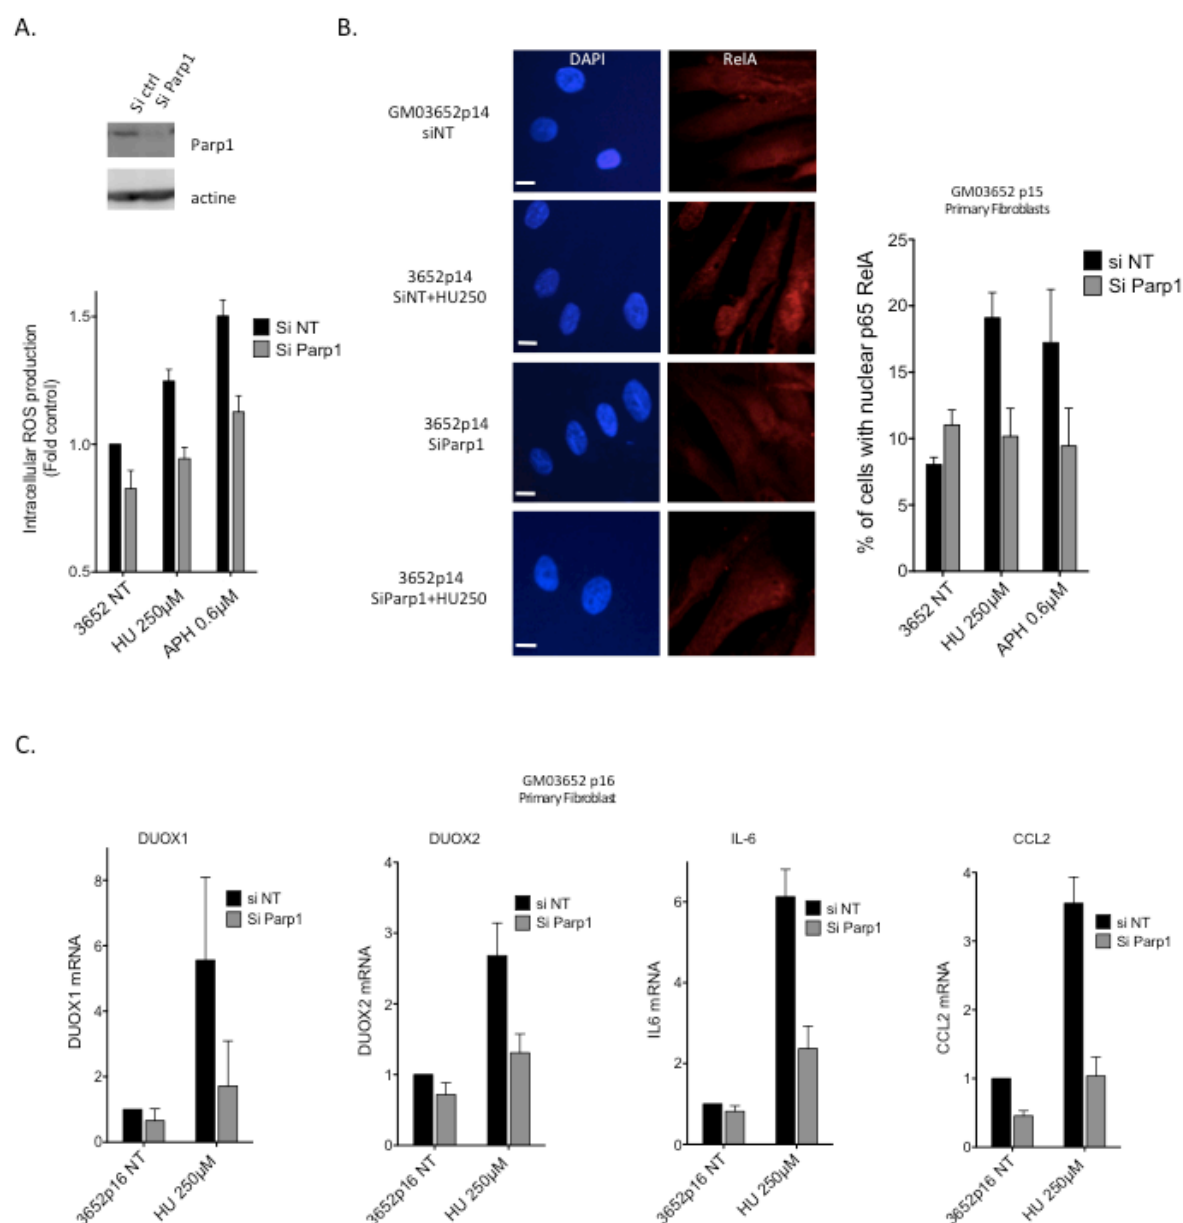 A.
Si ctrl
Si Parp1
Parp1
actine
Intracellular ROS production
(Fold control)
1.5
1.0
0.5
Si NT
Si Parp1
3652 NT
HU 250µM
APH 0.6µM
B.
DAPI
RelA
GM03652p14
siNT
3652p14
SiNT+HU250
3652p14
SiParp1
3652p14
SiParp1+HU250
GM03652 p15
Primary Fibroblasts
% of cells with nuclear p65 RelA
25
20
15
10
5
0
si NT
Si Parp1
3652 NT
HU 250µM
APH 0.6µM
C.
GM03652 p16
Primary Fibroblast
DUOX1
DUOX1 mRNA
8
6
4
2
0
si NT
Si Parp1
3652p16 NT
HU 250µM
DUOX2
DUOX2 mRNA
4
3
2
1
0
si NT
Si Parp1
3652p16 NT
HU 250µM
IL-6
IL6 mRNA
6
4
2
0
si NT
Si Parp1
3652p16 NT
HU 250µM
CCL2
CCL2 mRNA
4
3
2
1
0
si NT
Si Parp1
3652p16 NT
HU 250µM